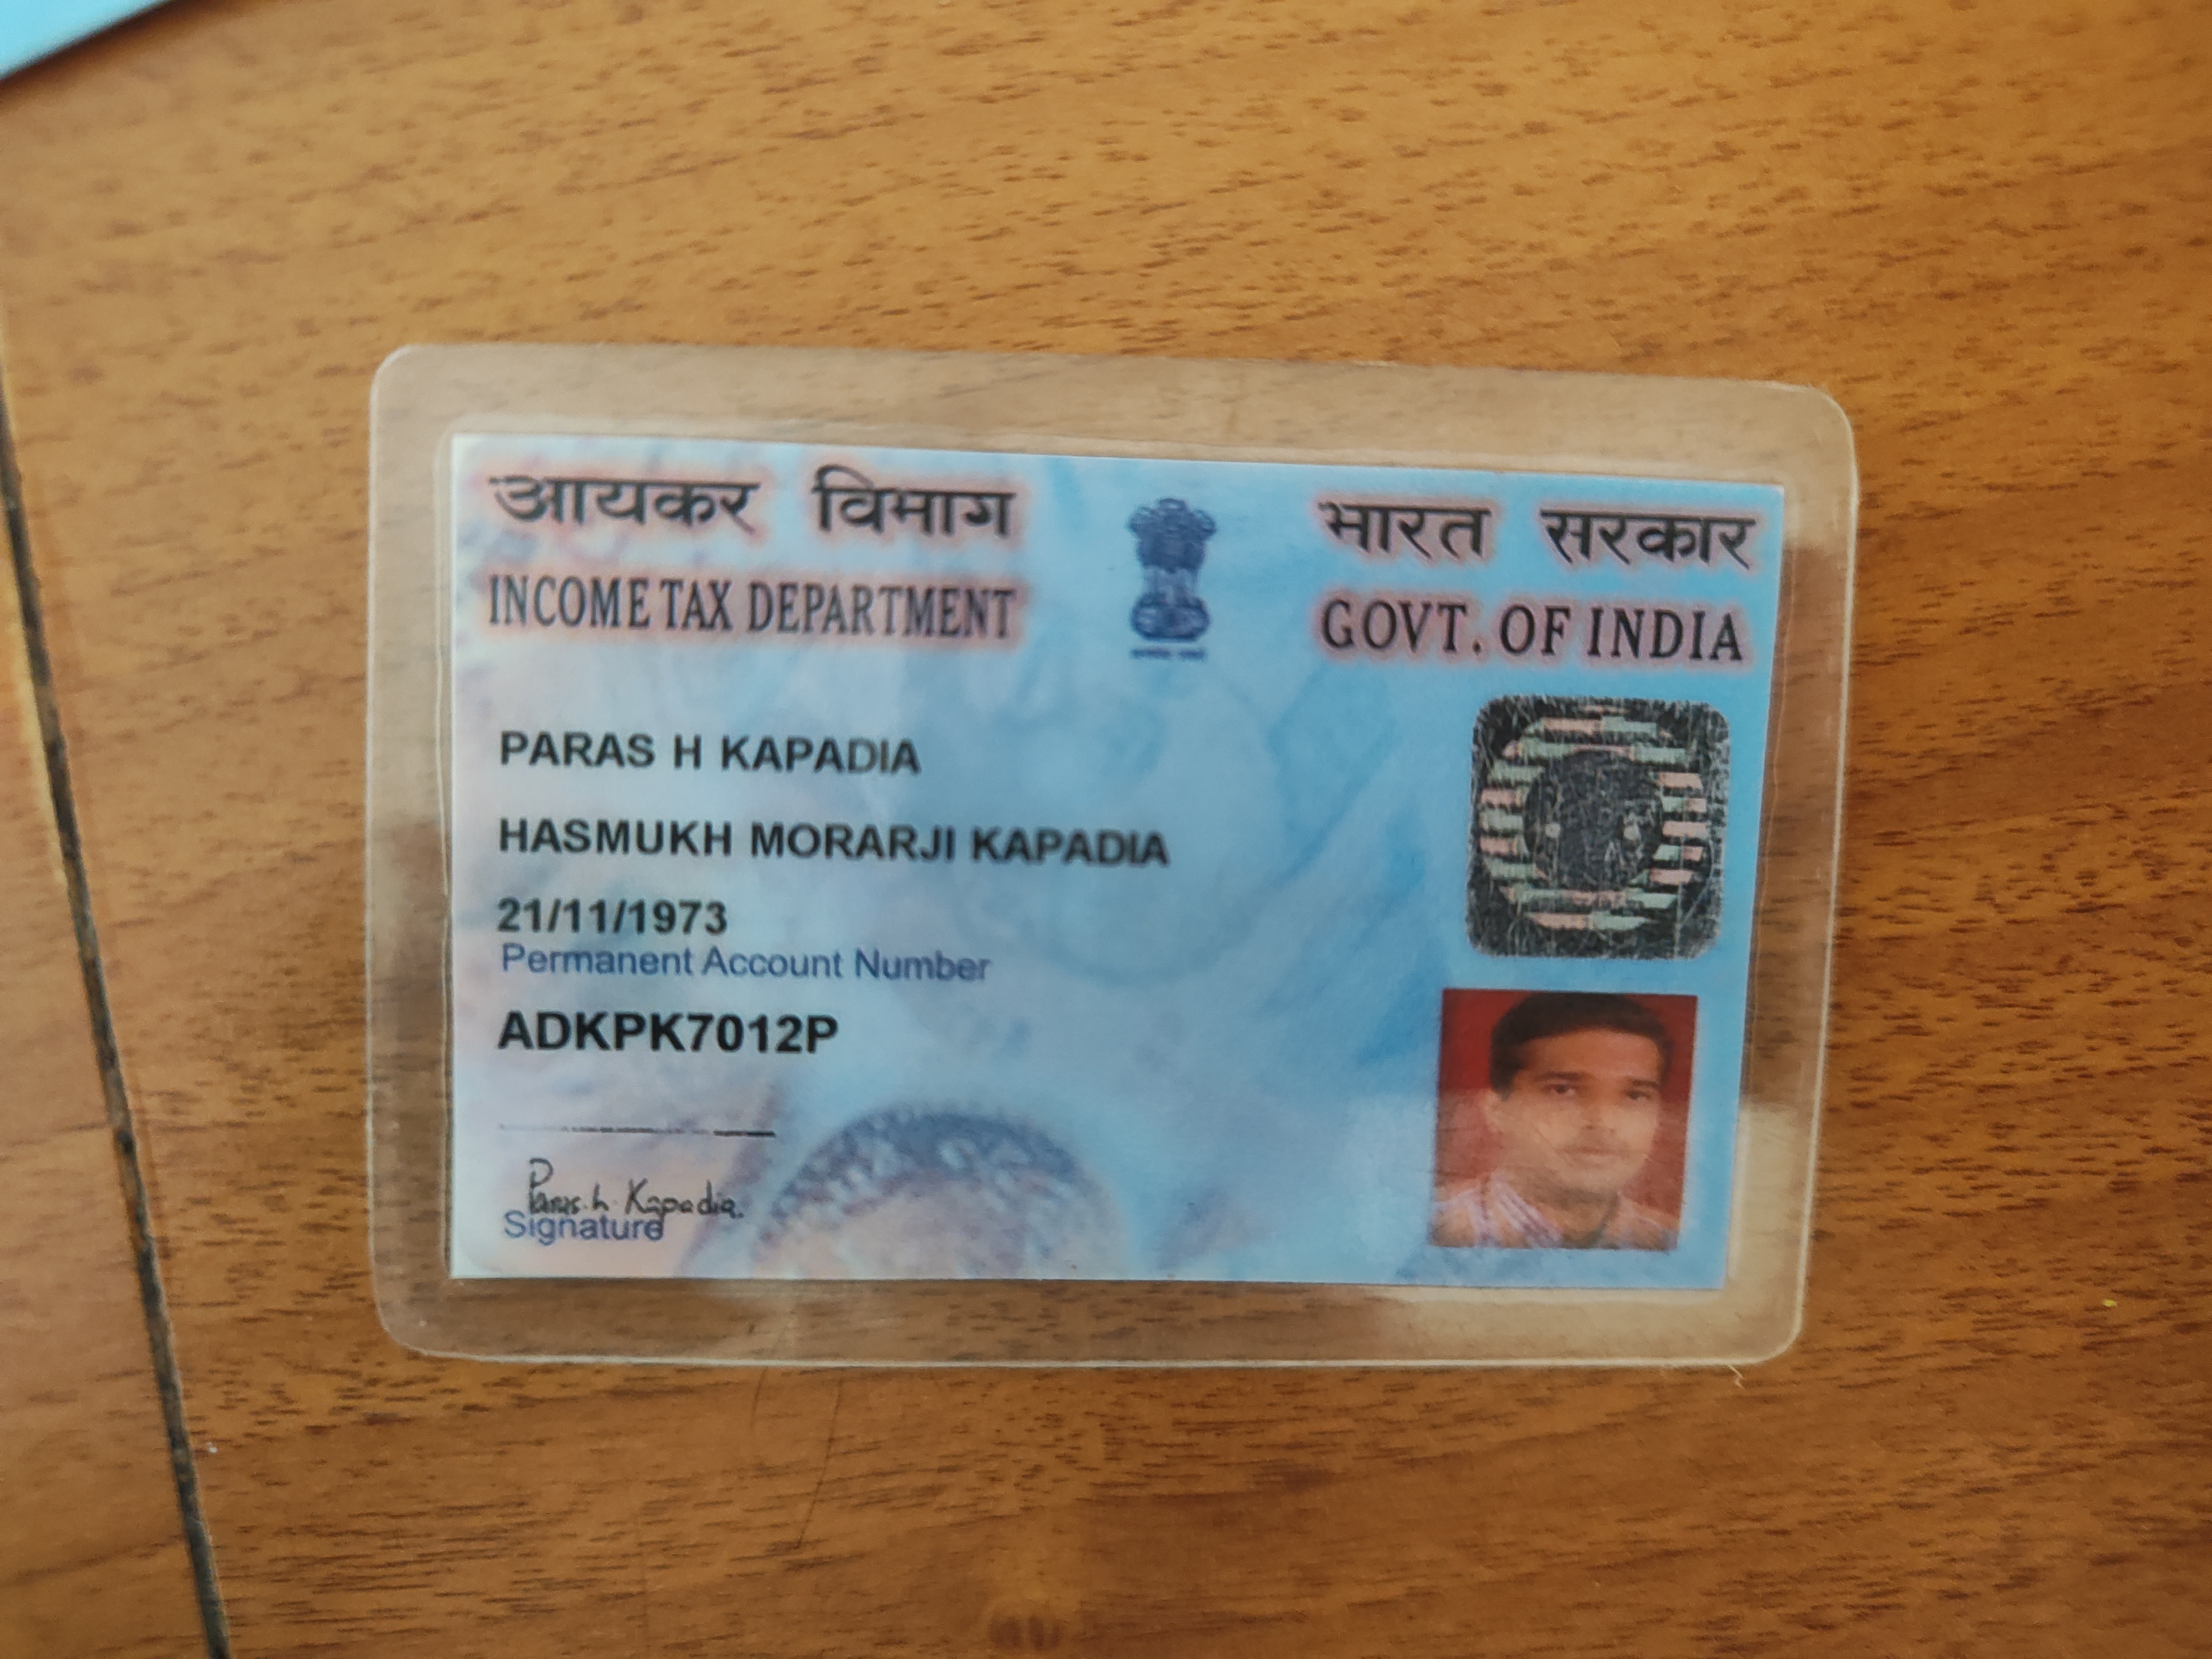 आयकर विभाग
INCOME TAX DEPARTMENT
भारत सरकार
GOVT. OF INDIA
PARAS H KAPADIA
HASMUKH MORARJI KAPADIA
21/11/1973
Permanent Account Number
ADKPK7012P
Paras.h. Kapadia.
Signature